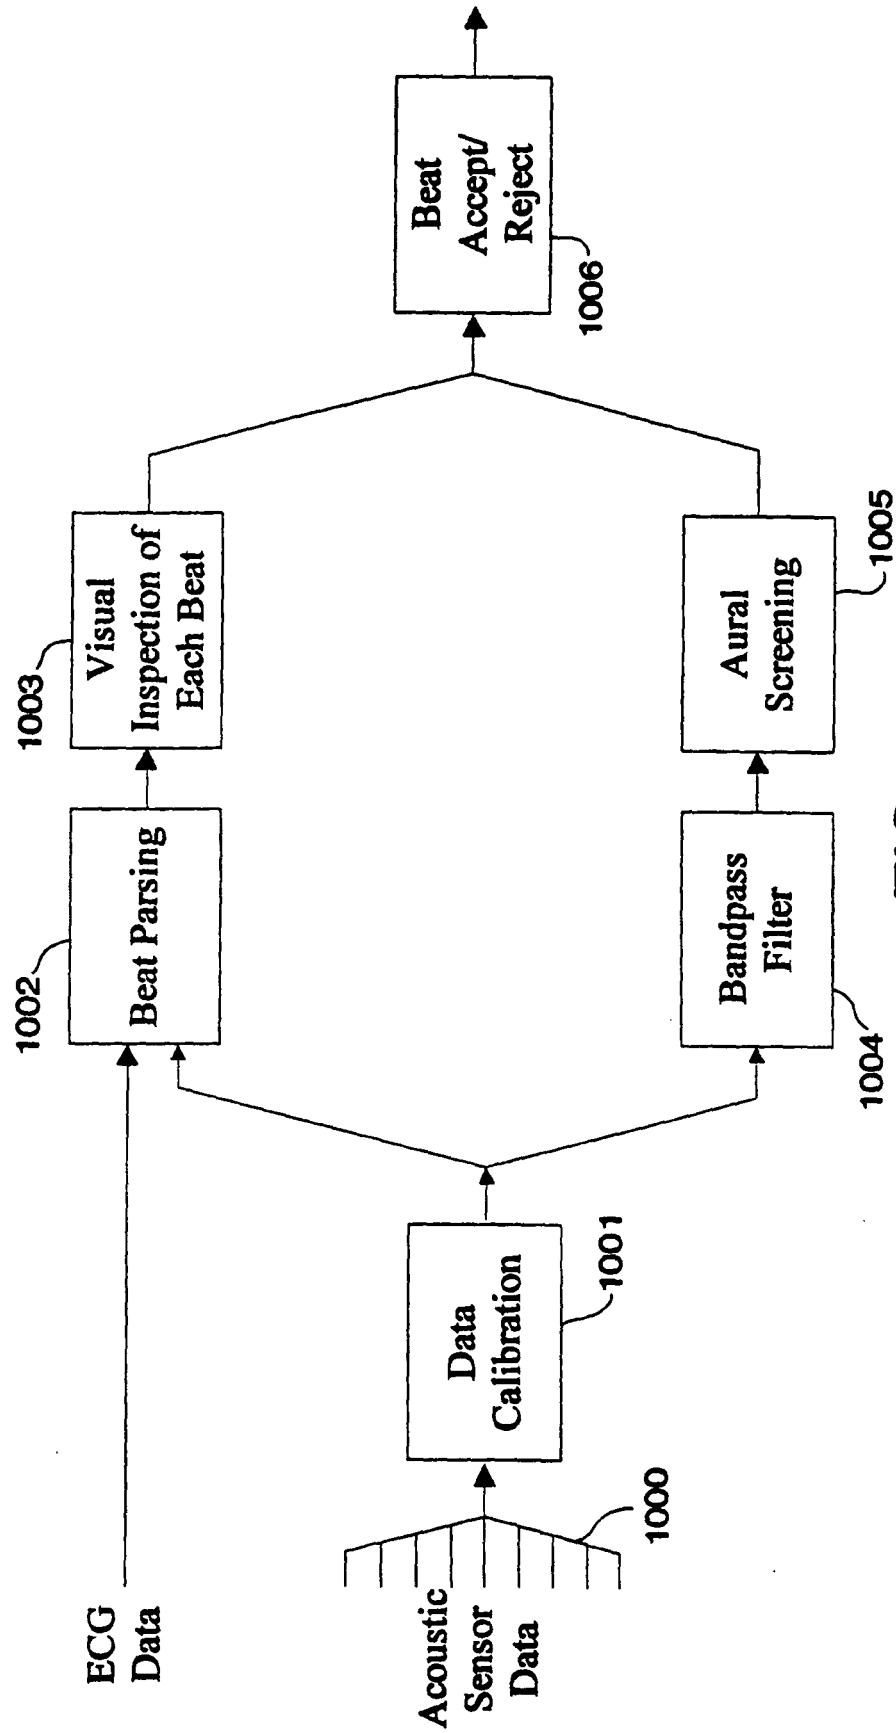 ECG
Data
Acoustic
Sensor
Data
1000
Data
Calibration
1001
1002
Beat Parsing
1003
Visual
Inspection of
Each Beat
Bandpass
Filter
1004
Aural
Screening
1005
Beat
Accept/
Reject
1006